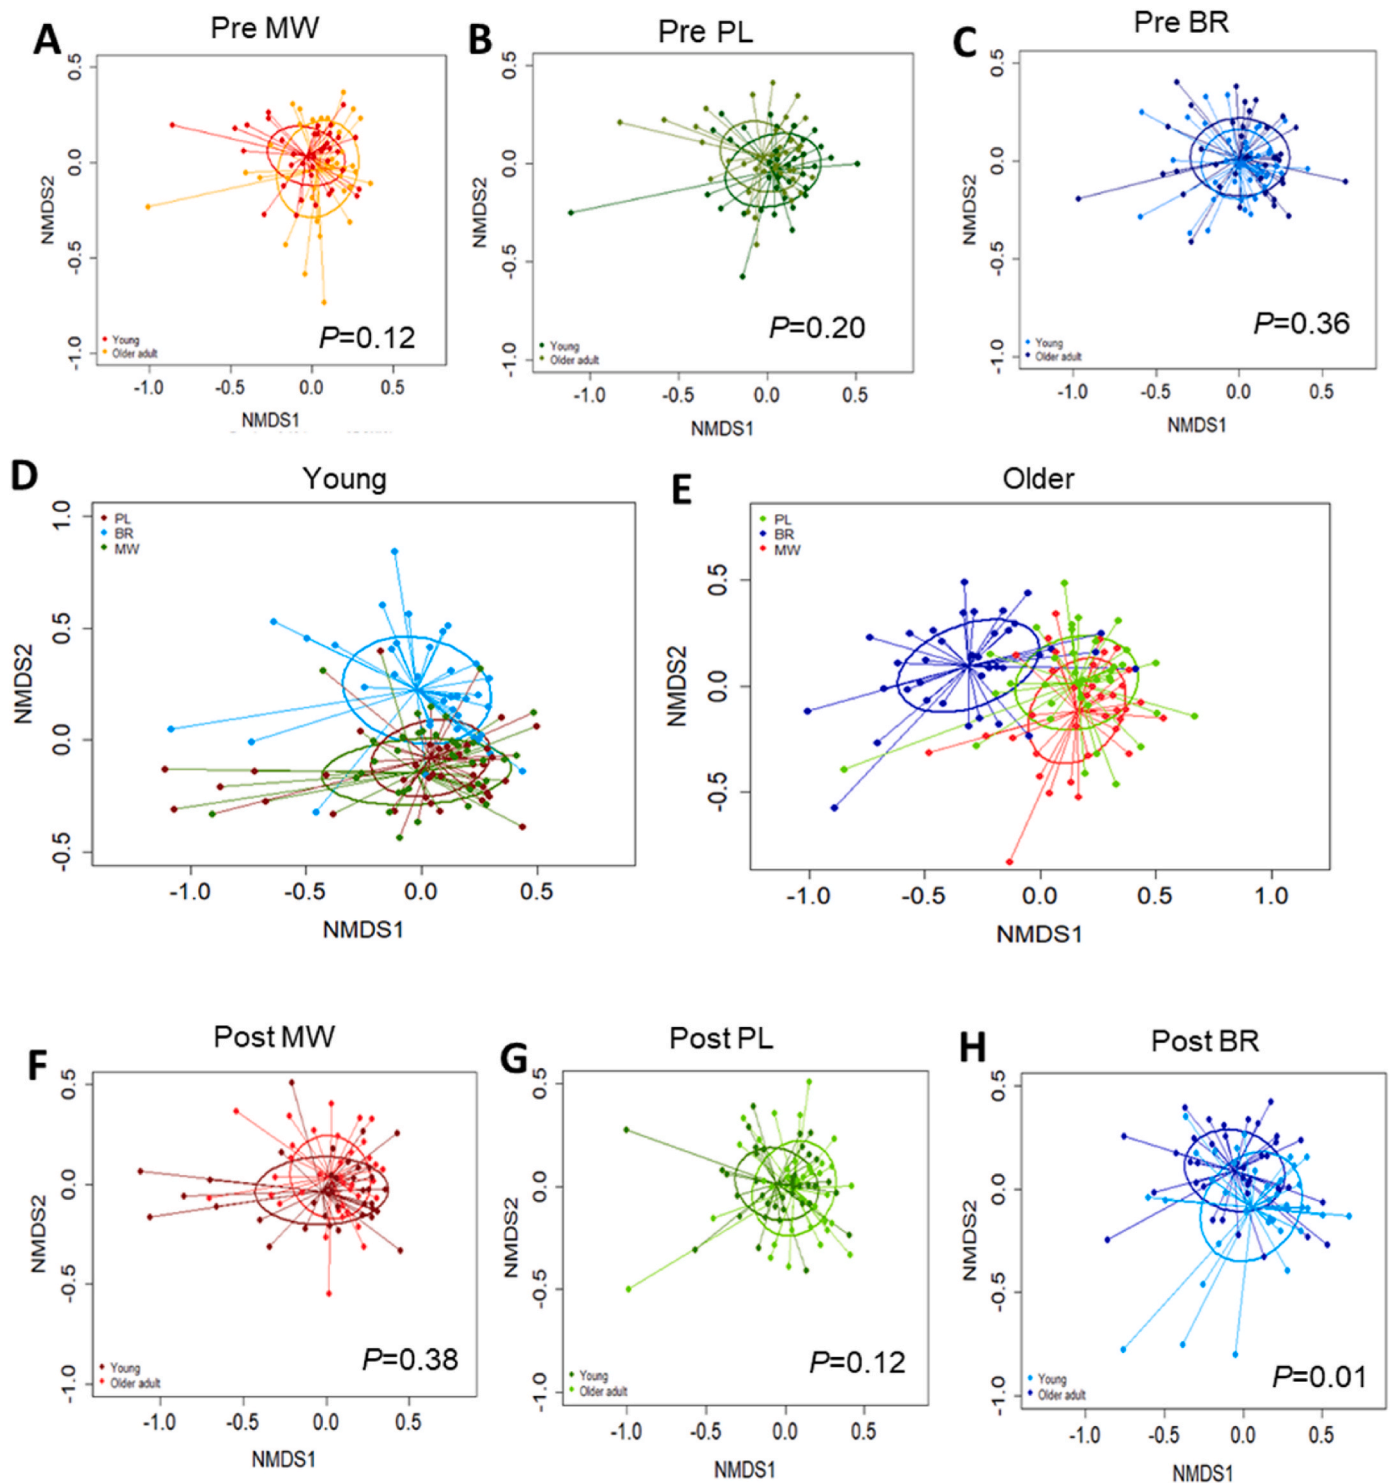 A
Pre MW
0.5
0.0
-0.5
-1.0
NMDS2
Young
Older adult
P=0.12
-1.0 -0.5 0.0 0.5
NMDS1
B
Pre PL
0.5
0.0
-0.5
-1.0
NMDS2
Young
Older adult
P=0.20
-1.0 -0.5 0.0 0.5
NMDS1
C
Pre BR
0.5
0.0
-0.5
-1.0
NMDS2
Young
Older adult
P=0.36
-1.0 -0.5 0.0 0.5
NMDS1
D
Young
PL
BR
MW
1.0
0.5
0.0
-0.5
NMDS2
-1.0 -0.5 0.0 0.5
NMDS1
E
Older
PL
BR
MW
0.5
0.0
-0.5
NMDS2
-1.0 -0.5 0.0 0.5 1.0
NMDS1
F
Post MW
0.5
0.0
-0.5
-1.0
NMDS2
Young
Older adult
P=0.38
-1.0 -0.5 0.0 0.5
NMDS1
G
Post PL
0.5
0.0
-0.5
-1.0
NMDS2
Young
Older adult
P=0.12
-1.0 -0.5 0.0 0.5
NMDS1
H
Post BR
0.5
0.0
-0.5
-1.0
NMDS2
Young
Older adult
P=0.01
-1.0 -0.5 0.0 0.5
NMDS1